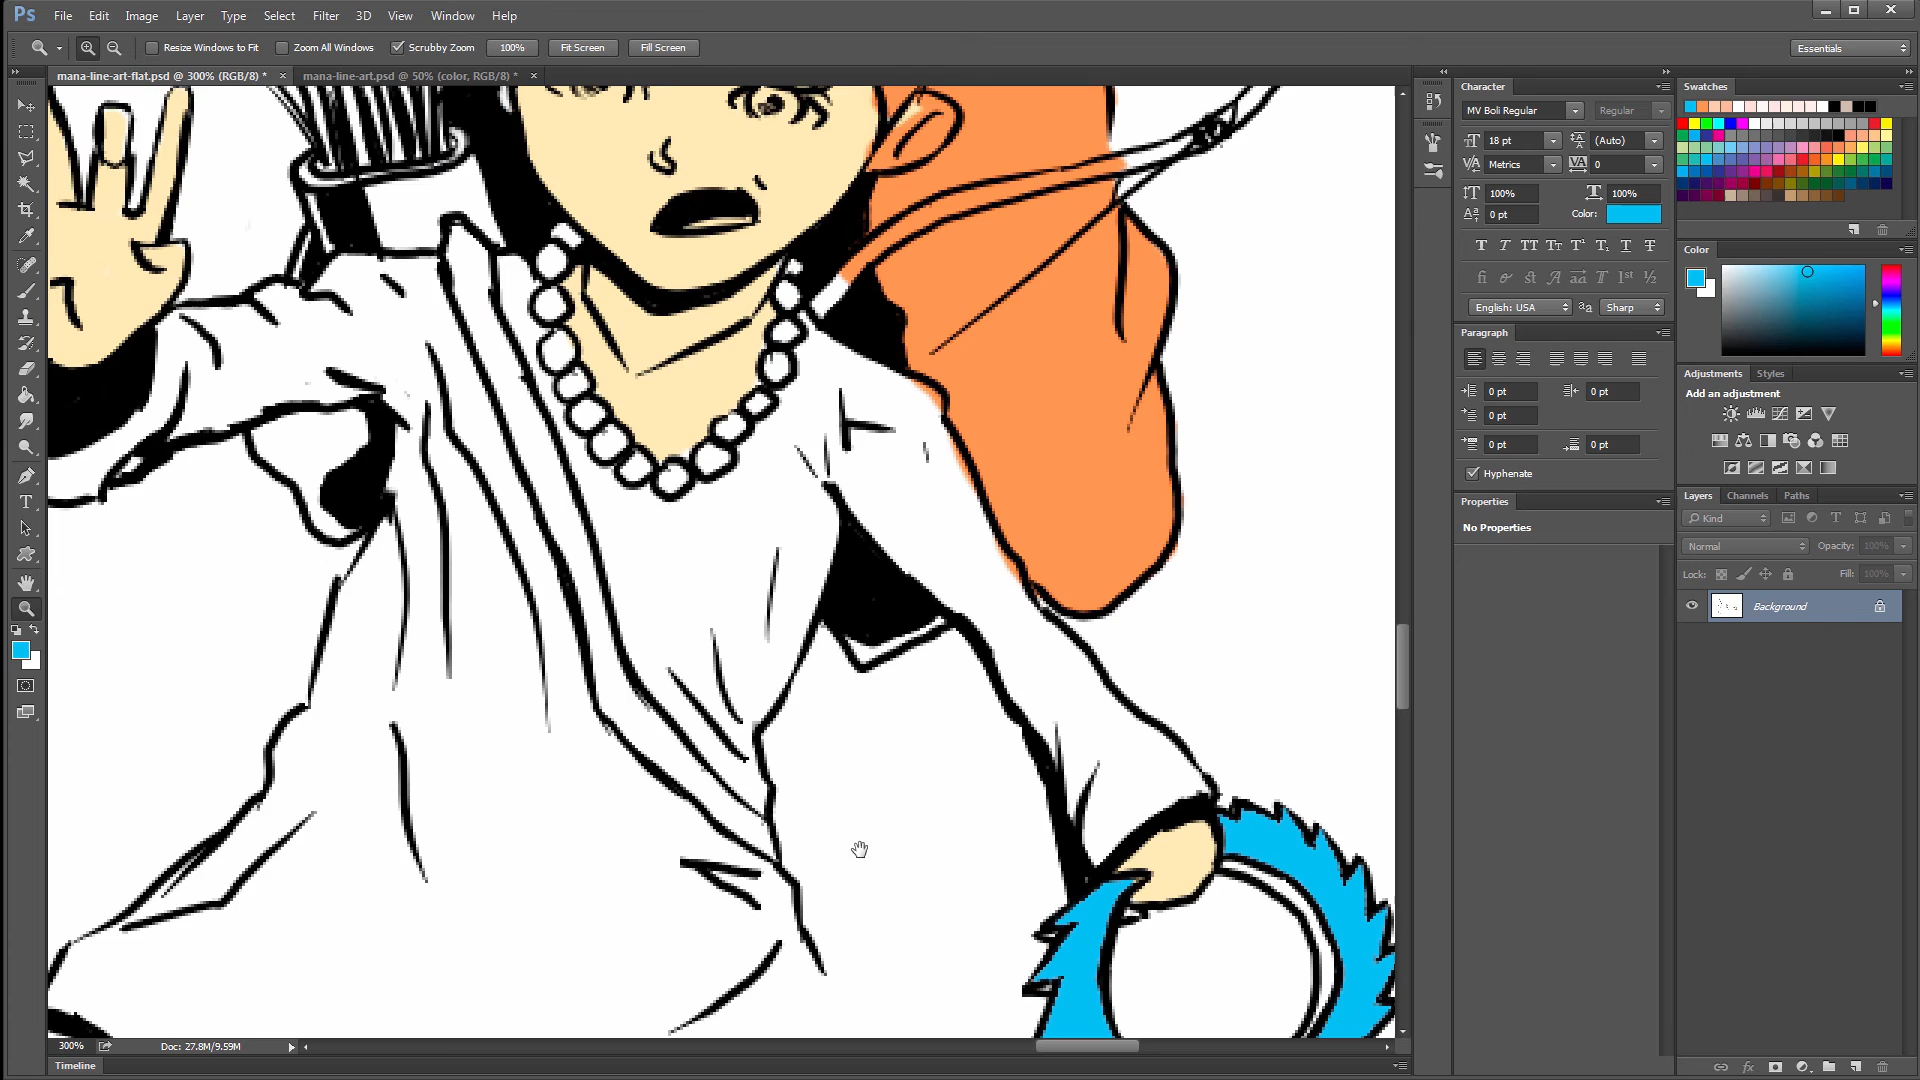 Ps File Edit Image Layer Type Select Filter 3D View Window Help
Resize Windows to Fit Zoom All Windows Scrubby Zoom 100% Fit Screen Fill Screen Essentials
mana-line-art-flat.psd @ 300% (RGB/8) * × mana-line-art.psd @ 50% (color, RGB/8) * ×
Character
MV Boli Regular Regular
18 pt (Auto)
Metrics 0
100% 100%
0 pt Color:
English: USA Sharp
Paragraph
0 pt 0 pt
0 pt
0 pt 0 pt
Hyphenate
Properties
No Properties
Swatches
Color
Adjustments Styles
Add an adjustment
Layers Channels Paths
Kind
Normal Opacity: 100%
Lock: Fill: 100%
Background
300% Doc: 27.8M/9.59M
Timeline